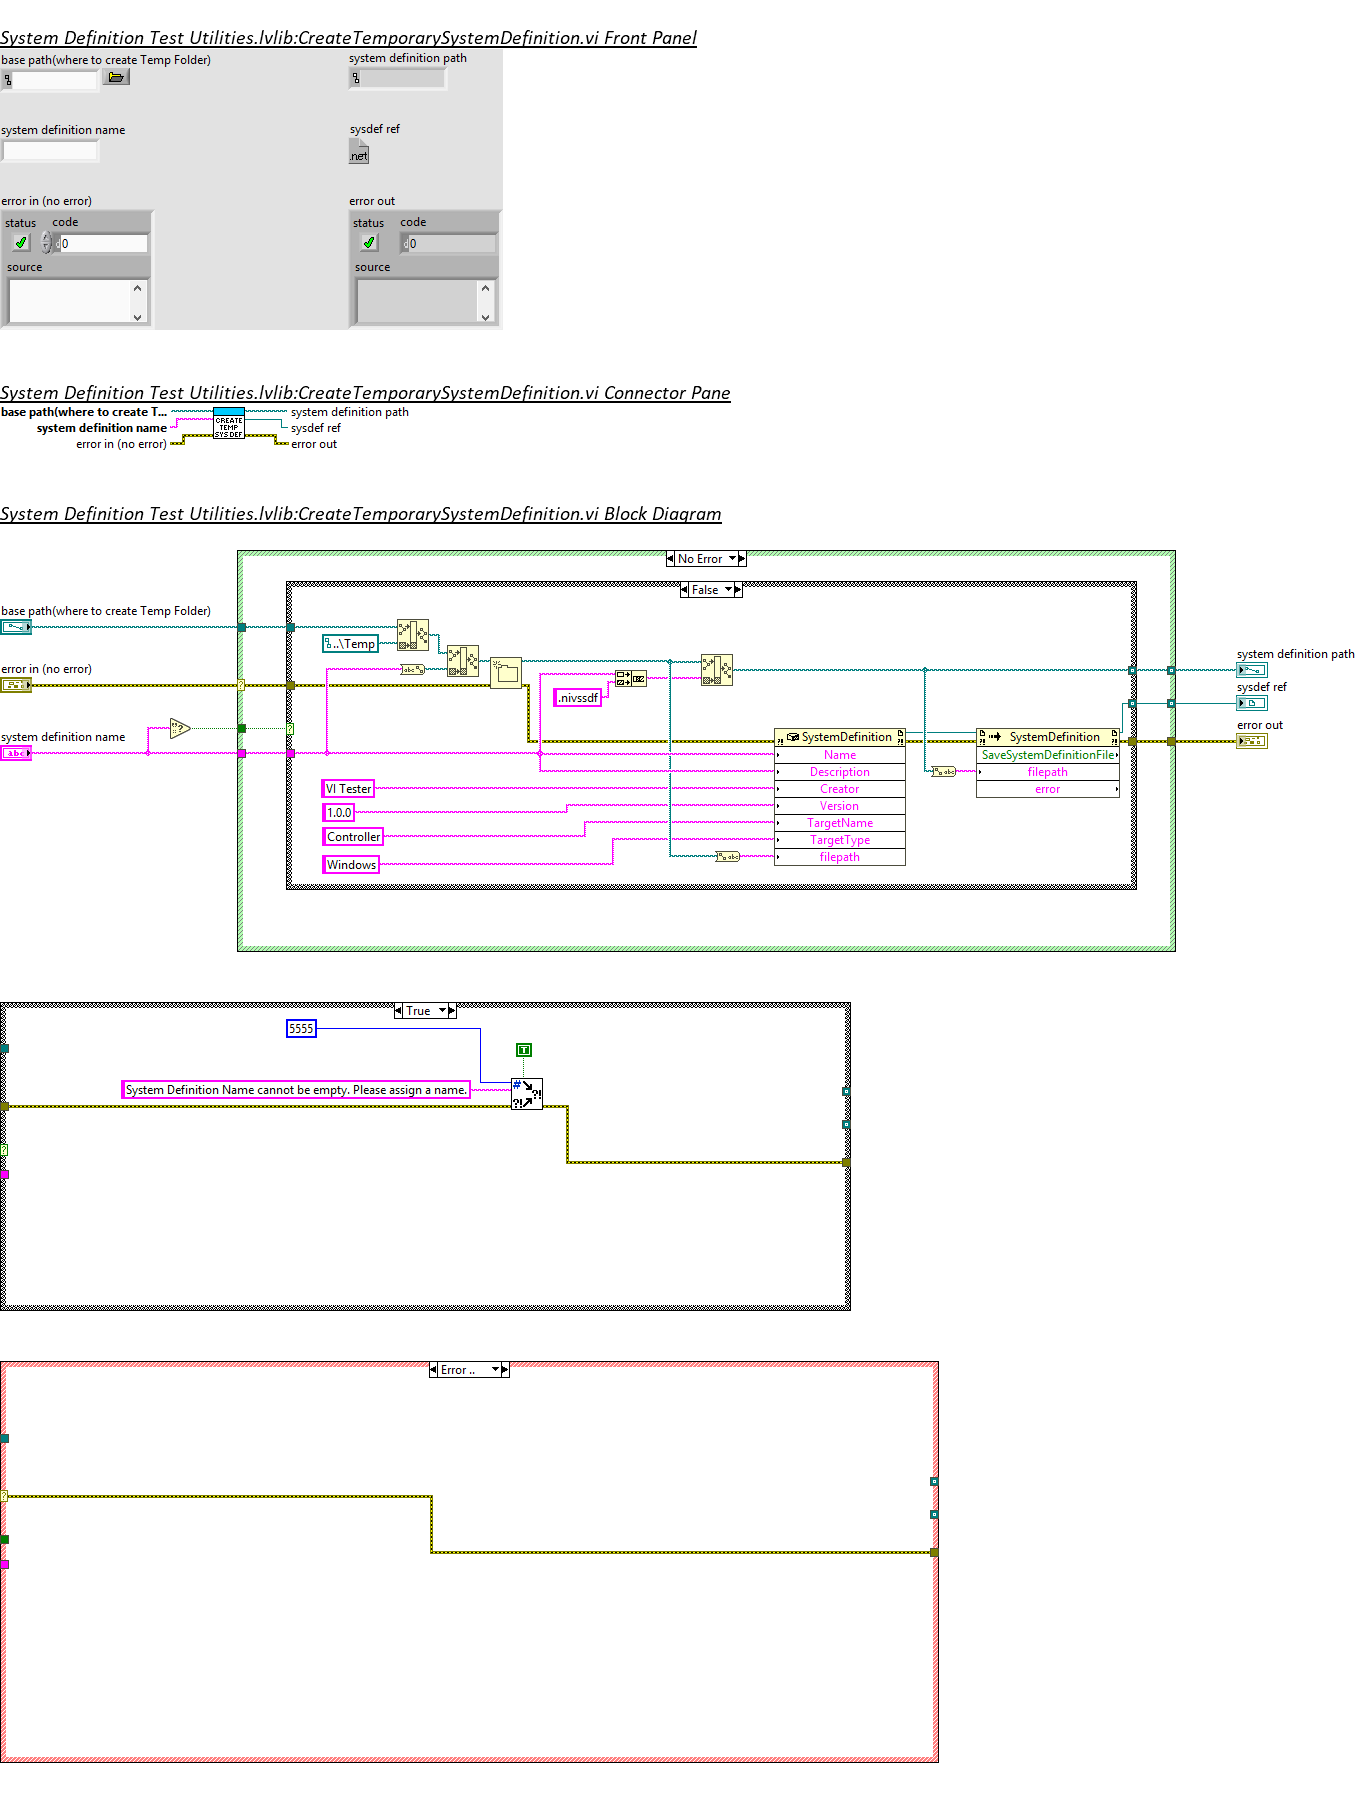 System Definition Test Utilities.lvlib:CreateTemporarySystemDefinition.vi Front Panel
base path(where to create Temp Folder)
system definition path
system definition name
sysdef ref
.net
error in (no error)
error out
status code
status code
d 0
d 0
source
source
System Definition Test Utilities.lvlib:CreateTemporarySystemDefinition.vi Connector Pane
base path(where to create T...
system definition path
CREATE
TEMP
SYS DEF
system definition name
sysdef ref
error in (no error)
error out
System Definition Test Utilities.lvlib:CreateTemporarySystemDefinition.vi Block Diagram
No Error
False
base path(where to create Temp Folder)
..\Temp
error in (no error)
system definition path
.nivssdf
sysdef ref
system definition name
error out
abc
SystemDefinition
Name
Description
Creator
Version
TargetName
TargetType
filepath
SystemDefinition
SaveSystemDefinitionFile
filepath
error
VI Tester
1.0.0
Controller
Windows
True
5555
T
System Definition Name cannot be empty. Please assign a name.
#
?!
?!
Error ..